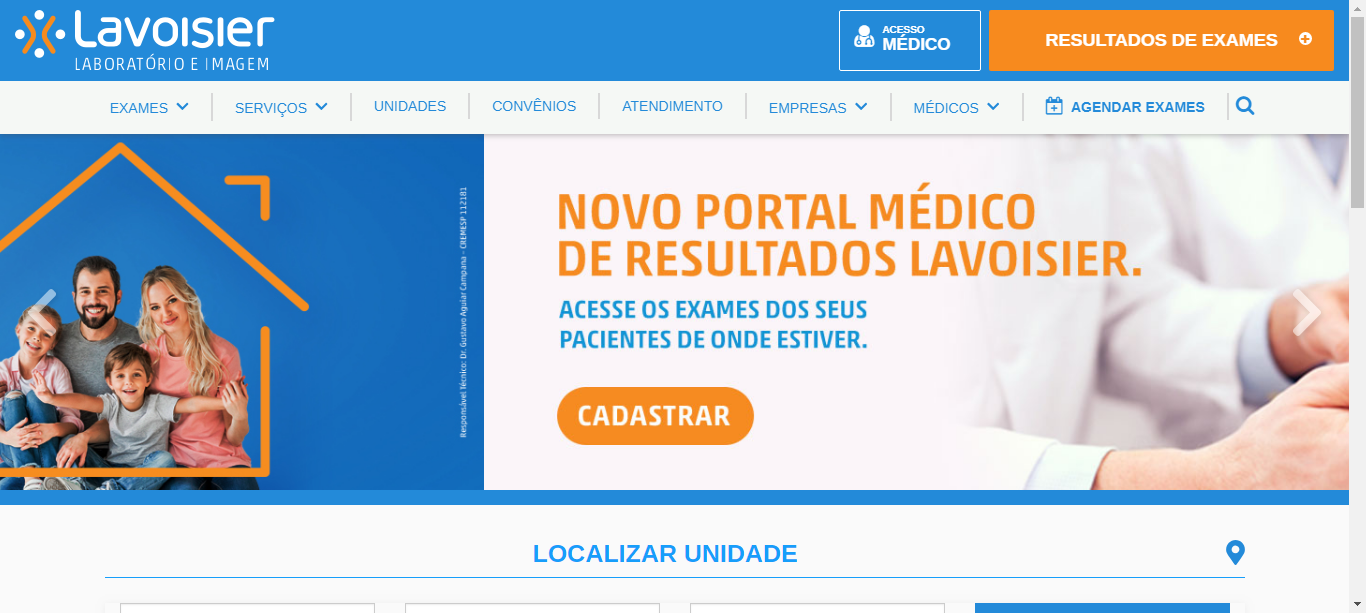 Lavoisier
LABORATÓRIO E IMAGEM
ACESSO
MÉDICO
RESULTADOS DE EXAMES
EXAMES
SERVIÇOS
UNIDADES
CONVÊNIOS
ATENDIMENTO
EMPRESAS
MÉDICOS
AGENDAR EXAMES
Responsável Técnico: Dr. Gustavo Aguiar Campana - CREMESP 112181
NOVO PORTAL MÉDICO
DE RESULTADOS LAVOISIER.
ACESSE OS EXAMES DOS SEUS
PACIENTES DE ONDE ESTIVER.
CADASTRAR
LOCALIZAR UNIDADE